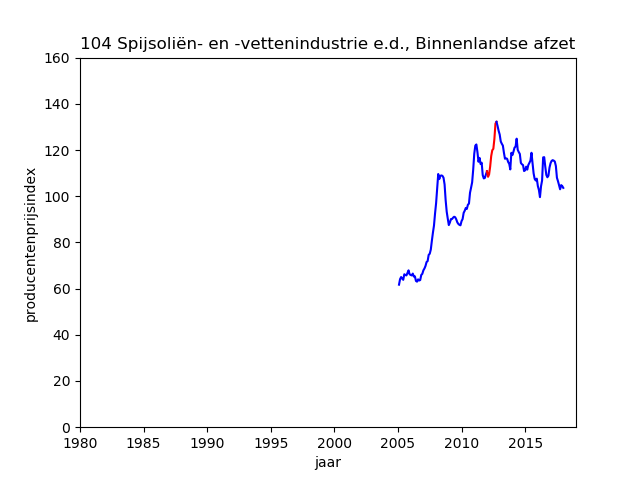 104 Spijsoliën- en -vettenindustrie e.d., Binnenlandse afzet
producentenprijsindex
160
140
120
100
80
60
40
20
0
1980 1985 1990 1995 2000 2005 2010 2015
jaar